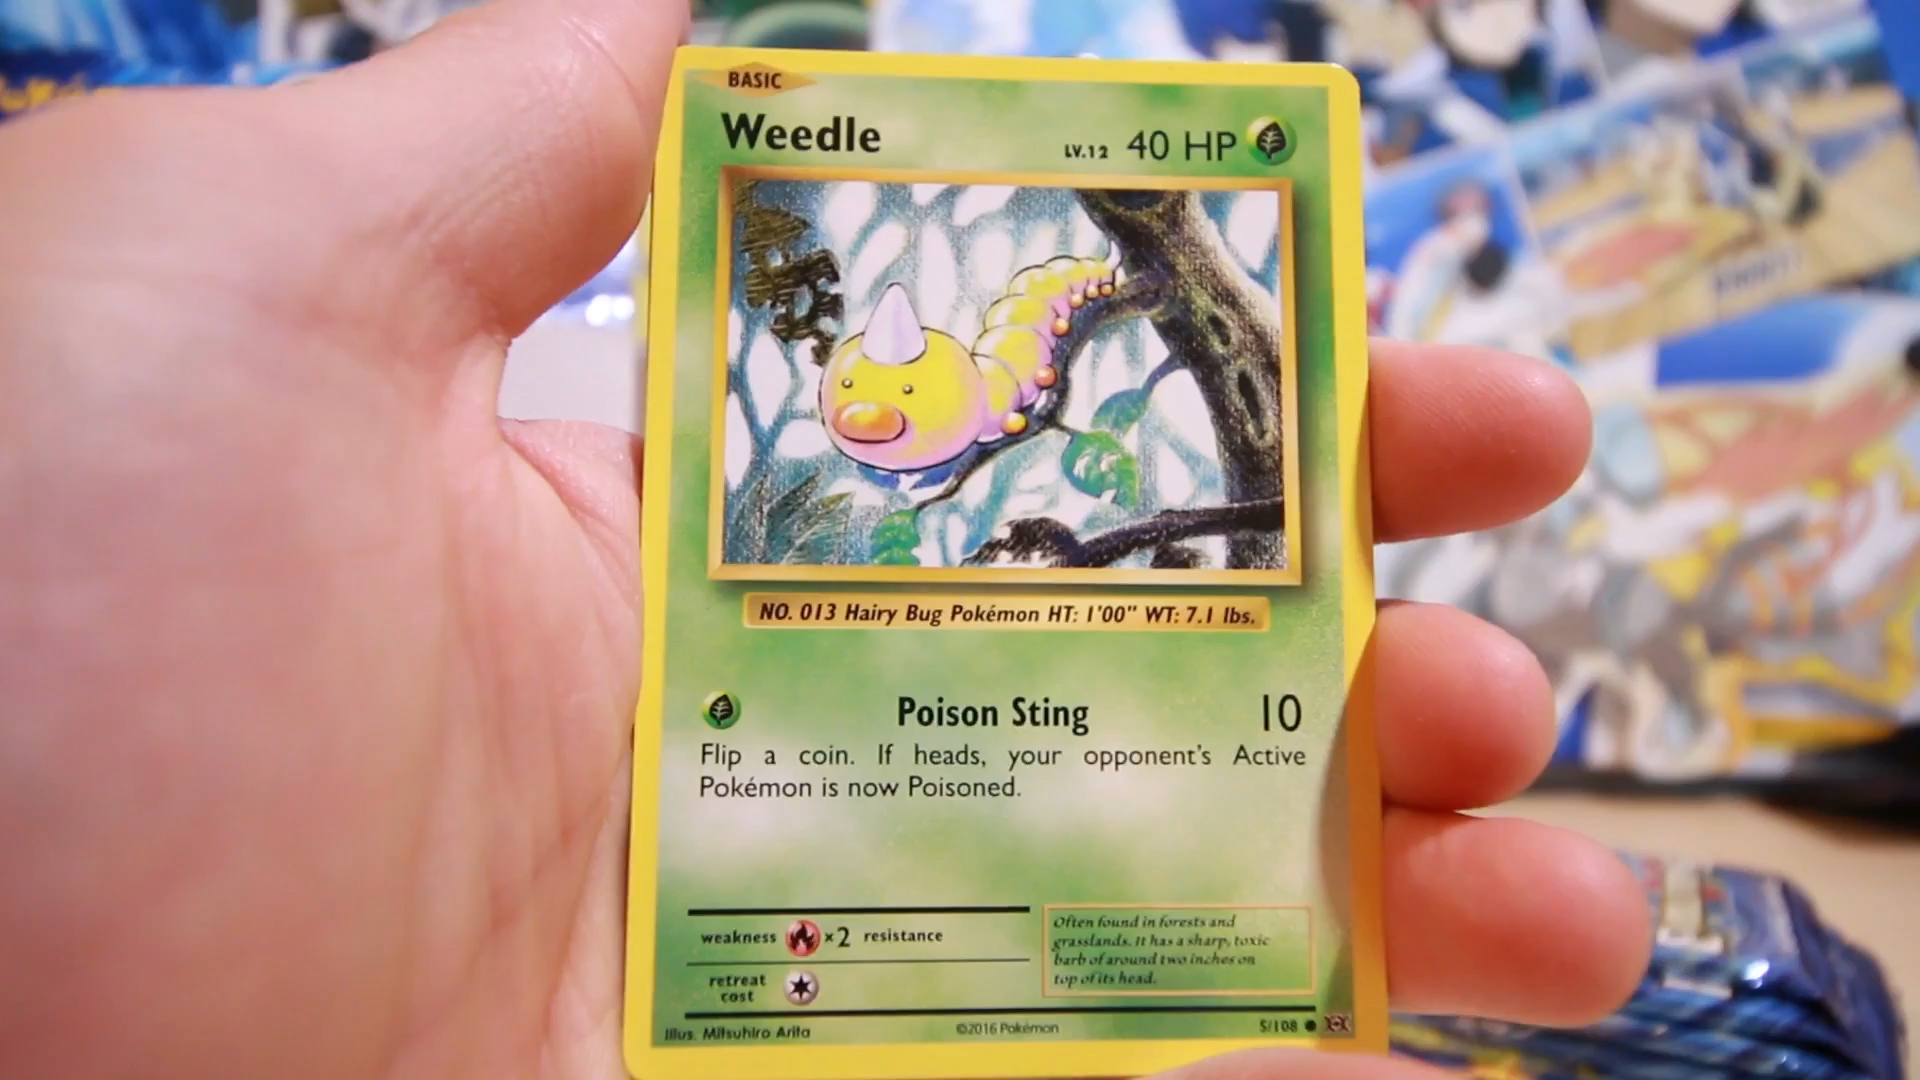 BASIC
Weedle
LV.12 40 HP
NO. 013 Hairy Bug Pokémon HT: 1'00" WT: 7.1 lbs.
Poison Sting 10
Flip a coin. If heads, your opponent's Active
Pokémon is now Poisoned.
weakness ×2 resistance
retreat
cost
Often found in forests and
grasslands. It has a sharp, toxic
barb of around two inches on
top of its head.
Illus. Mitsuhiro Arita
©2016 Pokémon
5/108